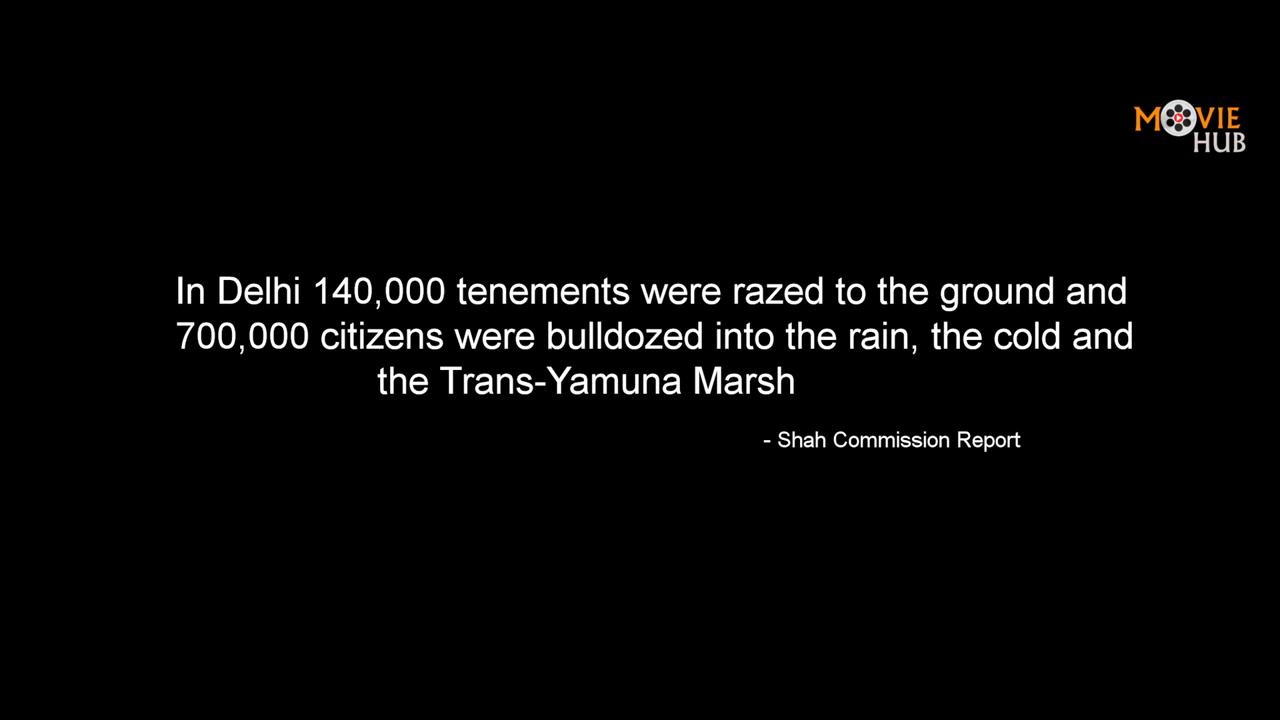 MOVIE
HUB
In Delhi 140,000 tenements were razed to the ground and
700,000 citizens were bulldozed into the rain, the cold and
the Trans-Yamuna Marsh
- Shah Commission Report